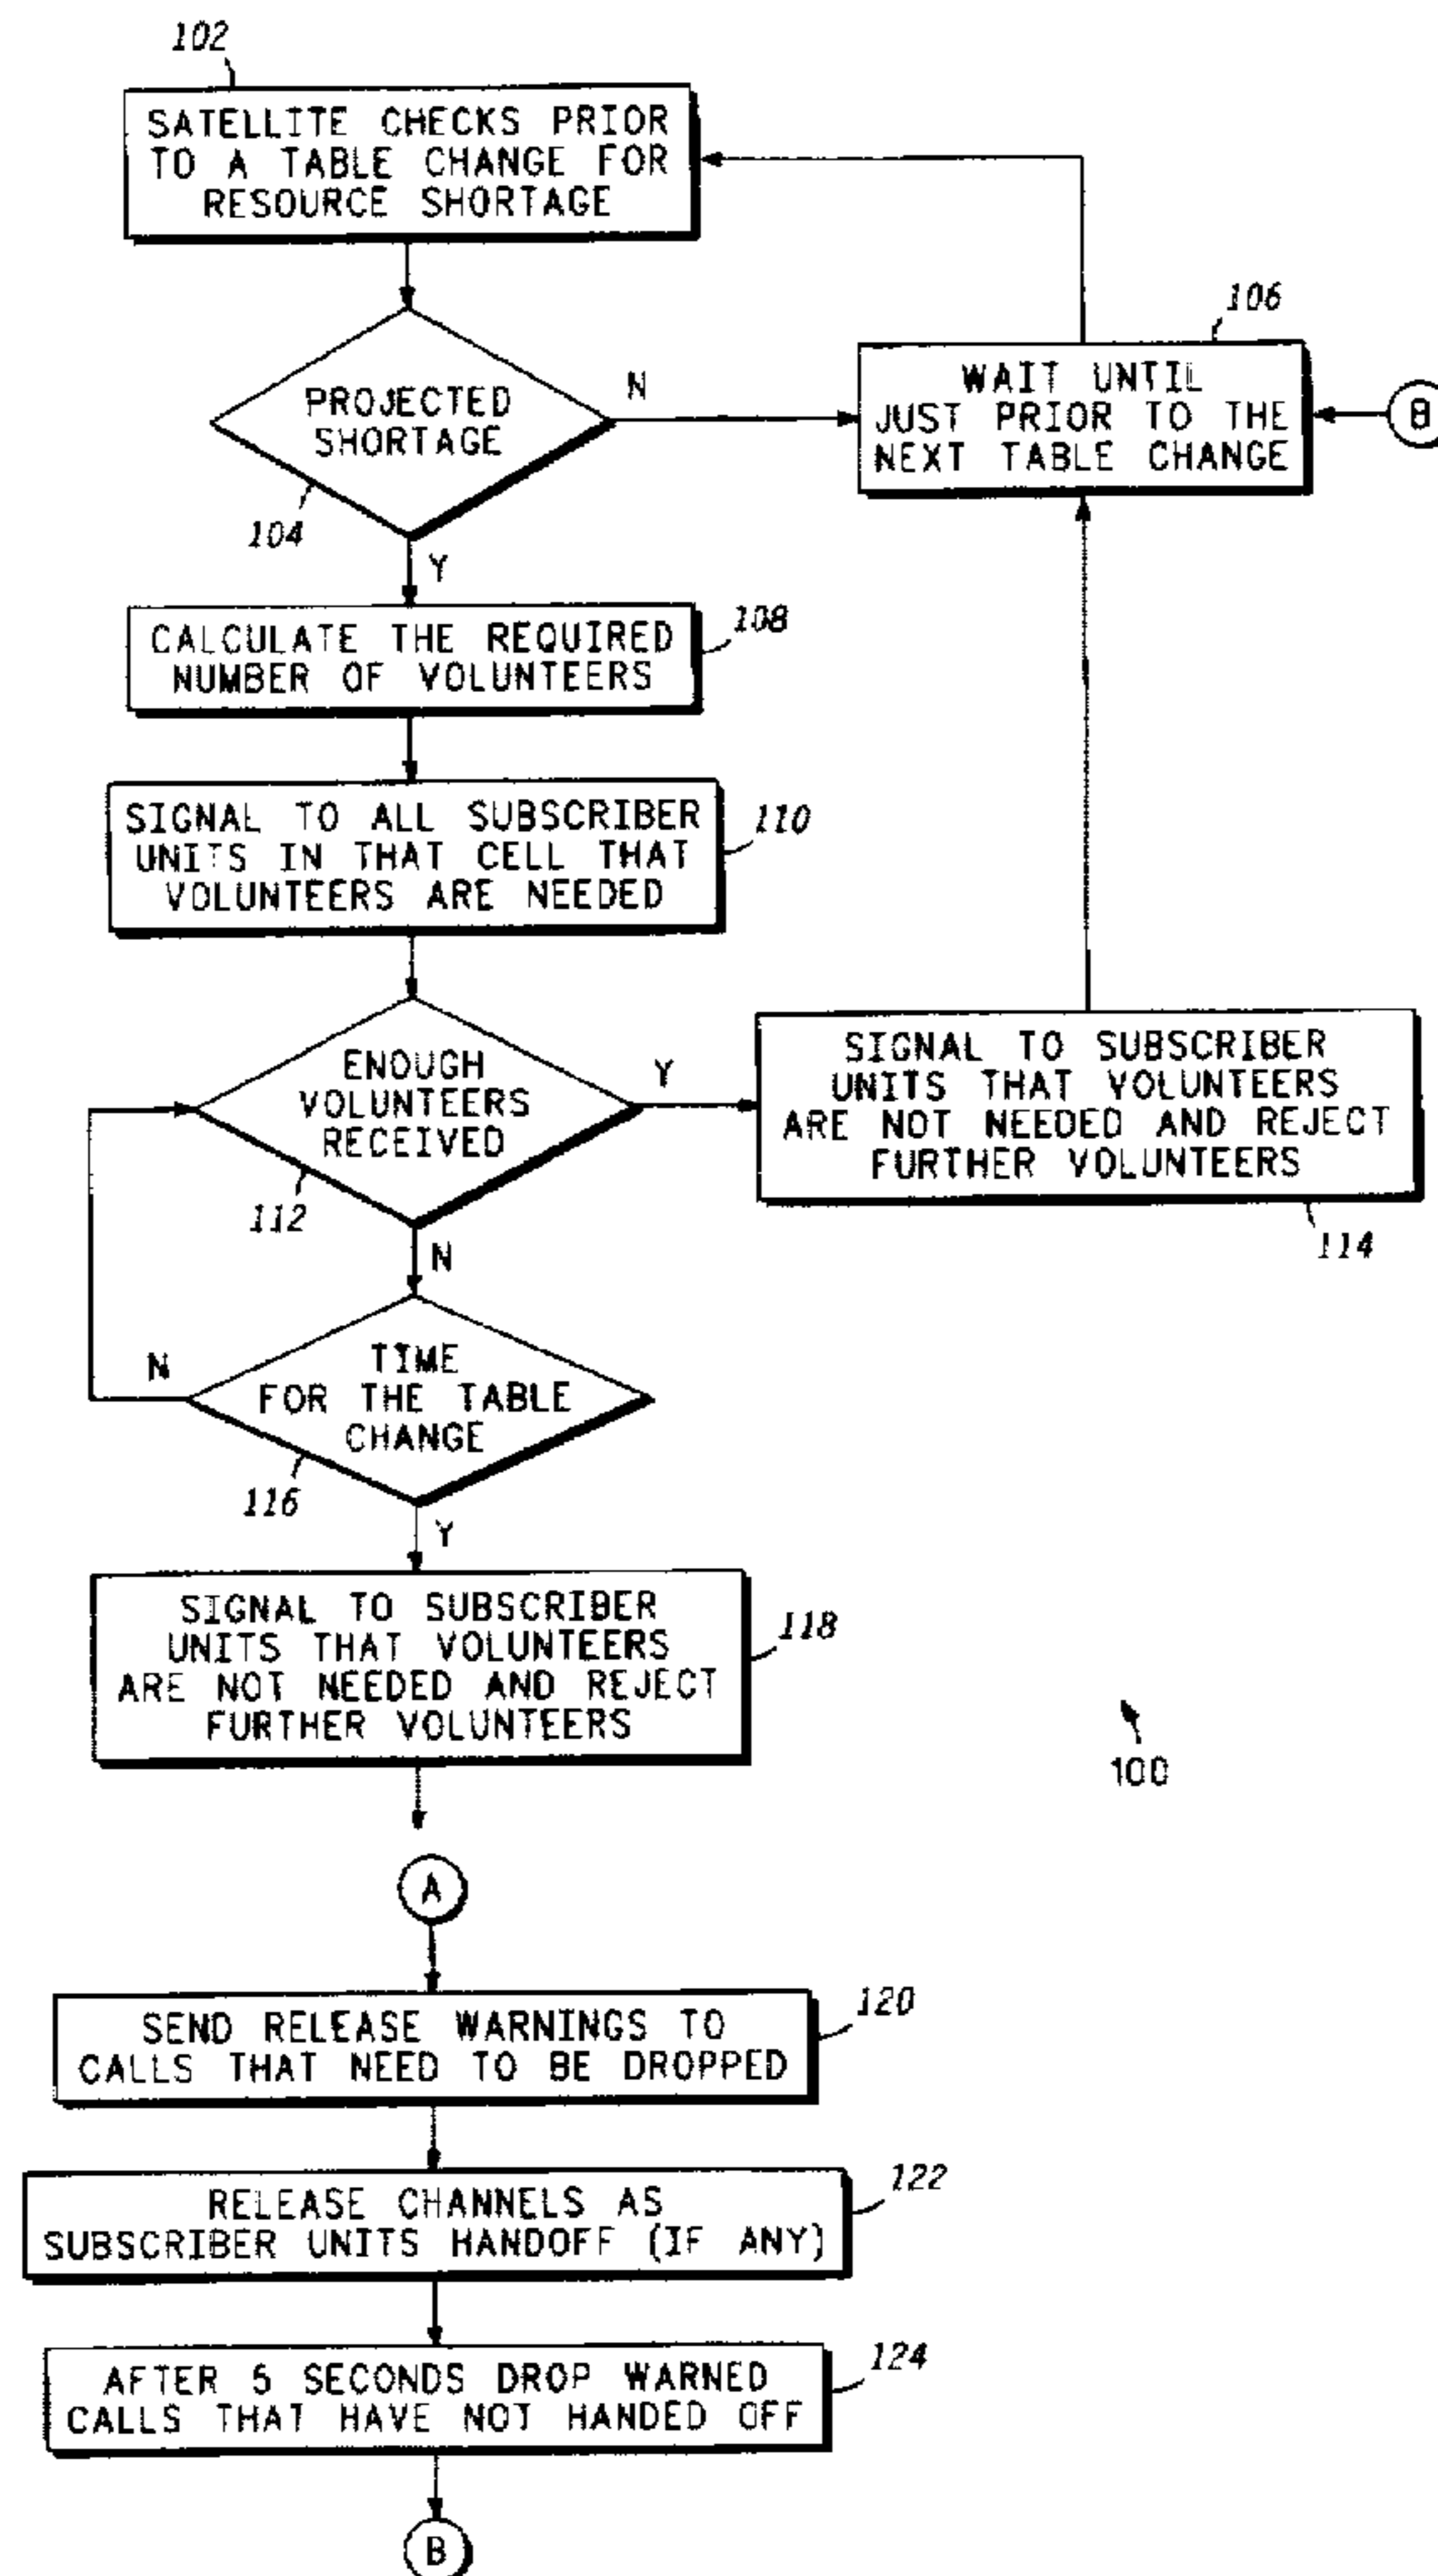 102
SATELLITE CHECKS PRIOR
TO A TABLE CHANGE FOR
RESOURCE SHORTAGE
106
WAIT UNTIL
JUST PRIOR TO THE
NEXT TABLE CHANGE
B
PROJECTED
SHORTAGE
N
104
Y
108
CALCULATE THE REQUIRED
NUMBER OF VOLUNTEERS
110
SIGNAL TO ALL SUBSCRIBER
UNITS IN THAT CELL THAT
VOLUNTEERS ARE NEEDED
ENOUGH
VOLUNTEERS
RECEIVED
Y
112
N
SIGNAL TO SUBSCRIBER
UNITS THAT VOLUNTEERS
ARE NOT NEEDED AND REJECT
FURTHER VOLUNTEERS
114
TIME
FOR THE TABLE
CHANGE
N
116
Y
118
SIGNAL TO SUBSCRIBER
UNITS THAT VOLUNTEERS
ARE NOT NEEDED AND REJECT
FURTHER VOLUNTEERS
100
A
120
SEND RELEASE WARNINGS TO
CALLS THAT NEED TO BE DROPPED
122
RELEASE CHANNELS AS
SUBSCRIBER UNITS HANDOFF (IF ANY)
124
AFTER 5 SECONDS DROP WARNED
CALLS THAT HAVE NOT HANDED OFF
B